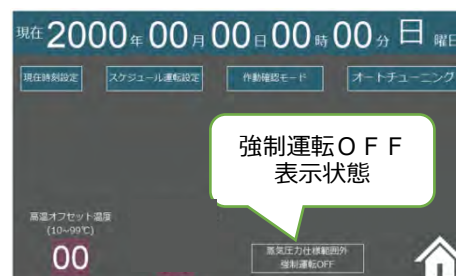 現在2000年00月00日00時00分日曜日
現在時刻設定 スケジュール運転設定 作動確認モード オートチューニング
強制運転OFF
表示状態
高温オフセット温度
(10~99℃)
00
蒸気圧力仕様範囲外
強制運転OFF